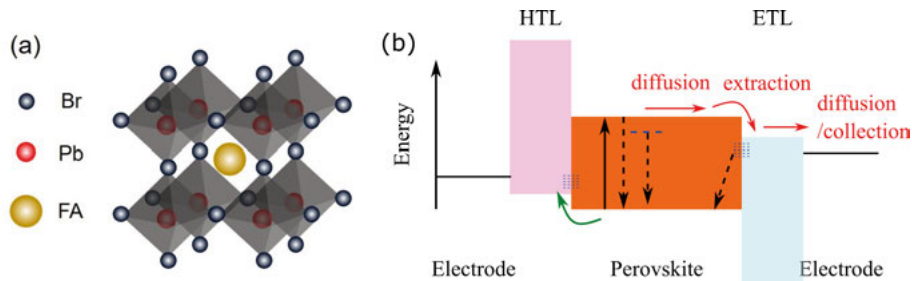 (a)
Br
Pb
FA
(b)
HTL
ETL
Energy
diffusion
extraction
diffusion
/collection
Electrode
Perovskite
Electrode